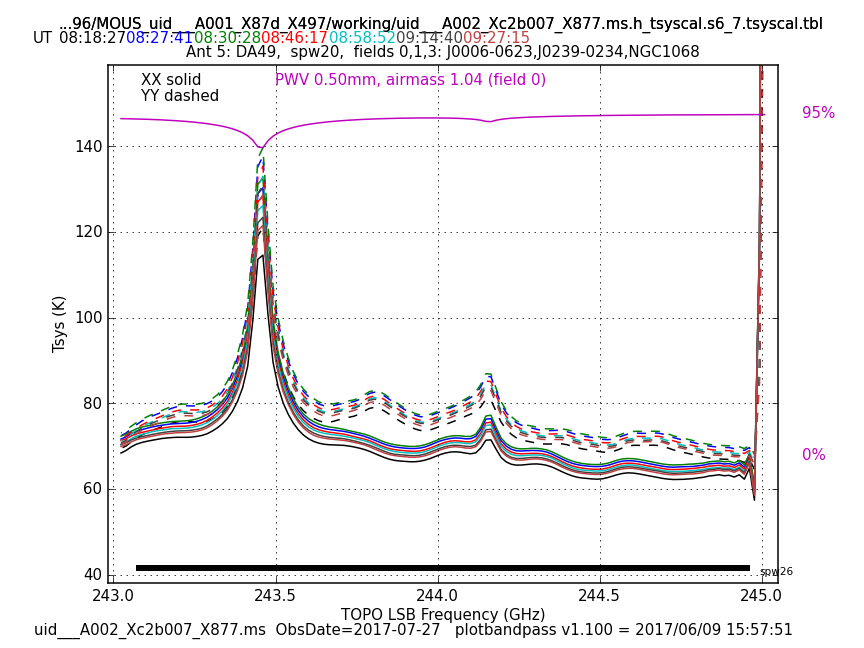 ...96/MOUS_uid___A001_X87d_X497/working/uid___A002_Xc2b007_X877.ms.h_tsyscal.s6_7.tsyscal.tbl
UT 08:18:27 08:27:41 08:30:28 08:46:17 08:58:52 09:14:40 09:27:15
Ant 5: DA49, spw20, fields 0,1,3: J0006-0623,J0239-0234,NGC1068
XX solid PWV 0.50mm, airmass 1.04 (field 0)
YY dashed
95%
140
120
100
80
60
40
Tsys (K)
0%
spw26
243.0 243.5 244.0 244.5 245.0
TOPO LSB Frequency (GHz)
uid___A002_Xc2b007_X877.ms ObsDate=2017-07-27 plotbandpass v1.100 = 2017/06/09 15:57:51